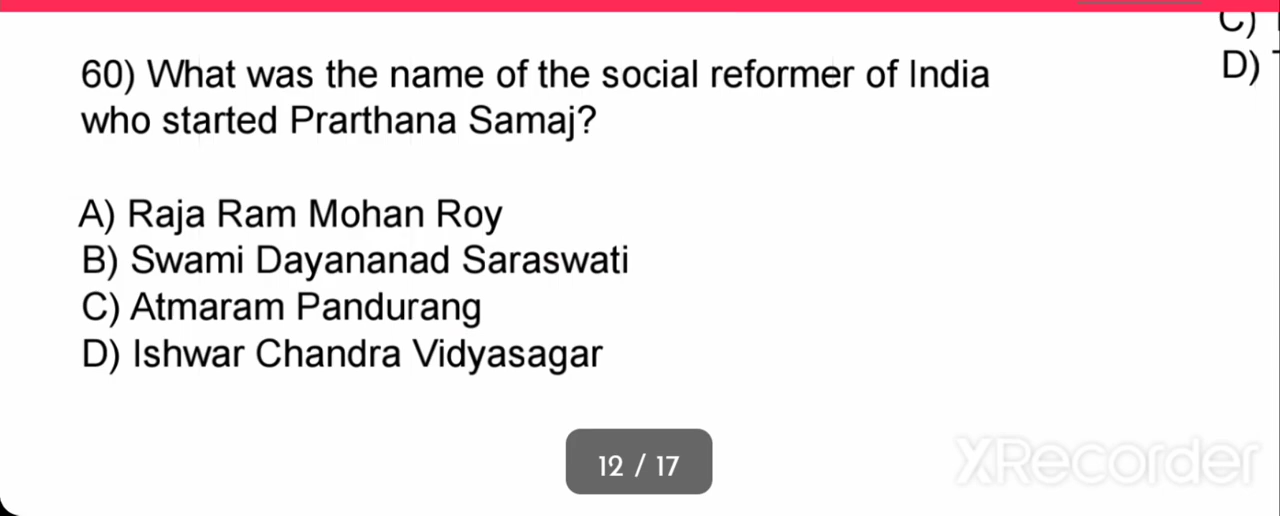 C)
D)
60) What was the name of the social reformer of India
who started Prarthana Samaj?
A) Raja Ram Mohan Roy
B) Swami Dayananad Saraswati
C) Atmaram Pandurang
D) Ishwar Chandra Vidyasagar
12 / 17
XRecorder